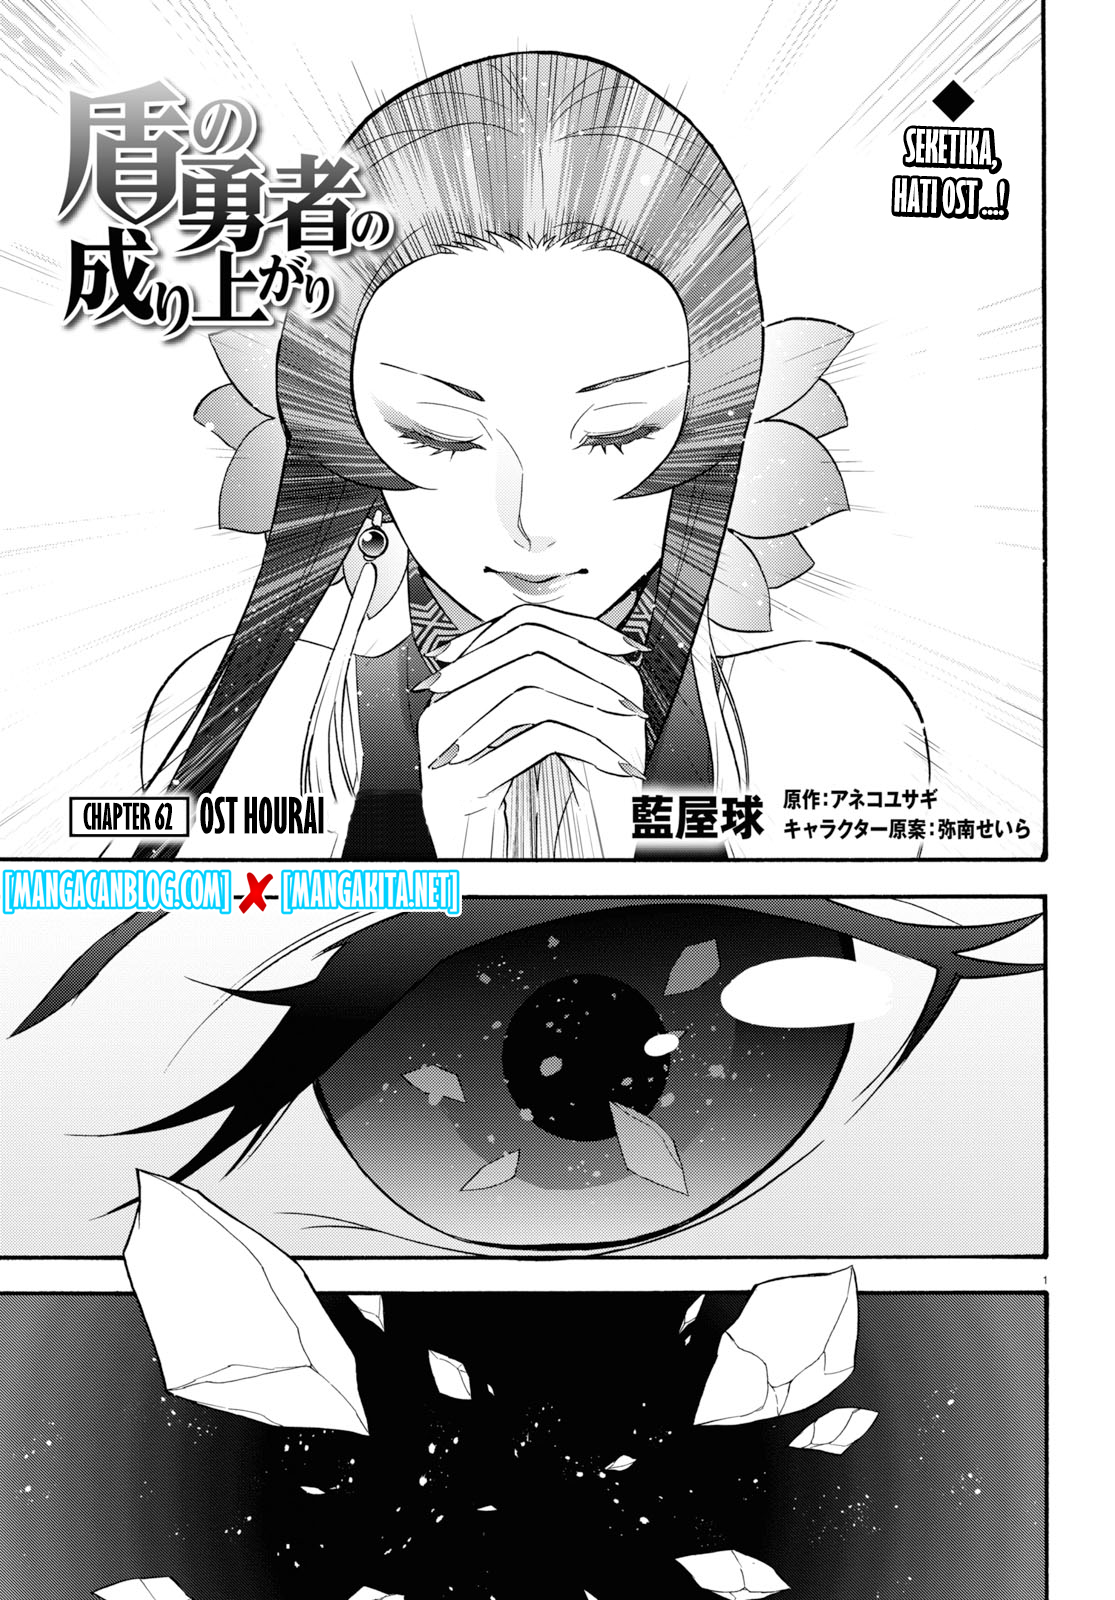 盾の勇者の
成り上がり
SEKETIKA,
HATI OST ...!
CHAPTER 62
OST HOURAI
藍屋球
原作:アネコユサギ
キャラクター原案:弥南せいら
[MANGACANBLOG.COM] - X - [MANGAKITA.NET]
1